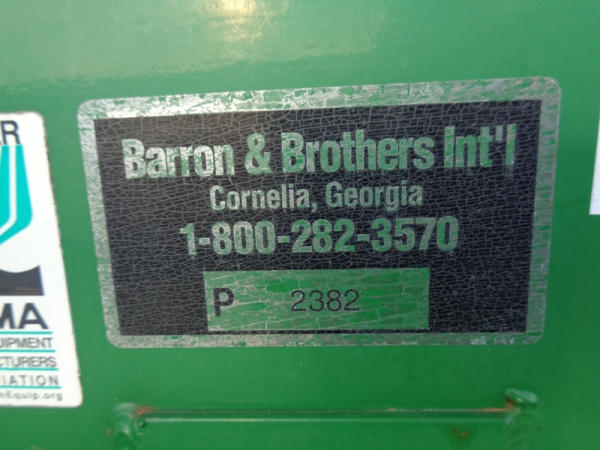 Barron & Brothers Int'l
Cornelia, Georgia
1-800-282-3570
P 2382